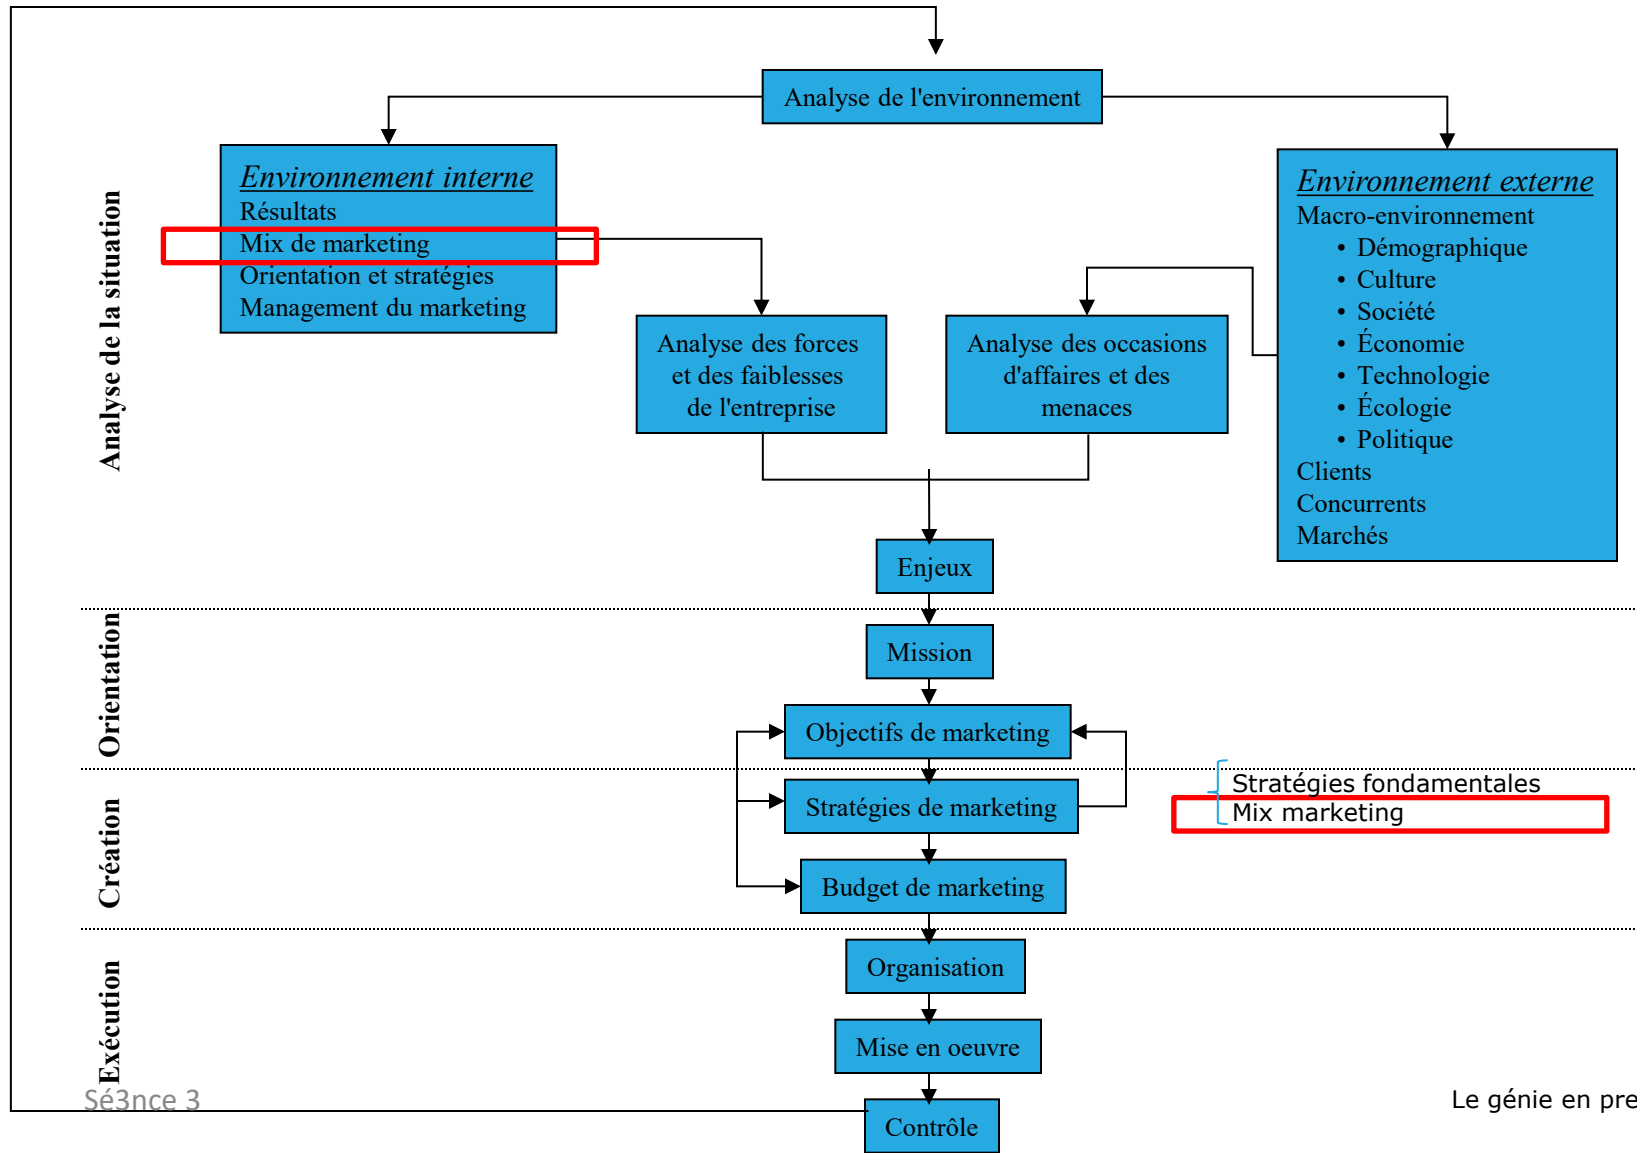 Analyse de l'environnement
Analyse de la situation
Environnement interne
Résultats
Mix de marketing
Orientation et stratégies
Management du marketing
Environnement externe
Macro-environnement
• Démographique
• Culture
• Société
• Économie
• Technologie
• Écologie
• Politique
Clients
Concurrents
Marchés
Analyse des forces
et des faiblesses
de l'entreprise
Analyse des occasions
d'affaires et des
menaces
Enjeux
Orientation
Mission
Objectifs de marketing
Création
Stratégies de marketing
Stratégies fondamentales
Mix marketing
Budget de marketing
Exécution
Organisation
Mise en oeuvre
Contrôle
Sé3nce 3
Le génie en pre